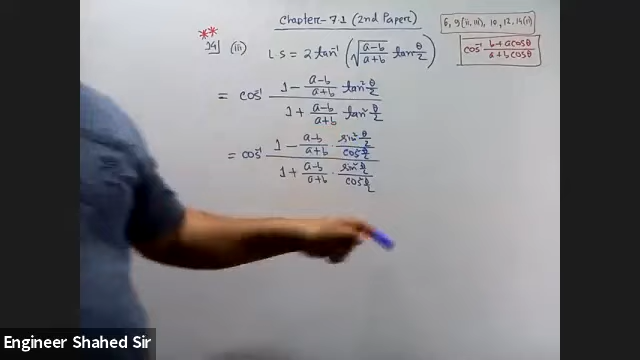 Chapter-7.1 (2nd Paper)
6, 9(ii, iii), 10, 12, 14(ii)
** 14 (iii) L.S = 2 tan⁻¹ (√((a-b)/(a+b)) tan θ/2)
cos⁻¹ (b+a cosθ)/(a+b cosθ)
= cos⁻¹ (1 - (a-b)/(a+b) tan² θ/2)/(1 + (a-b)/(a+b) tan² θ/2)
= cos⁻¹ (1 - (a-b)/(a+b) · (sin² θ/2)/(cos² θ/2))/(1 + (a-b)/(a+b) · (sin² θ/2)/(cos² θ/2))
Engineer Shahed Sir